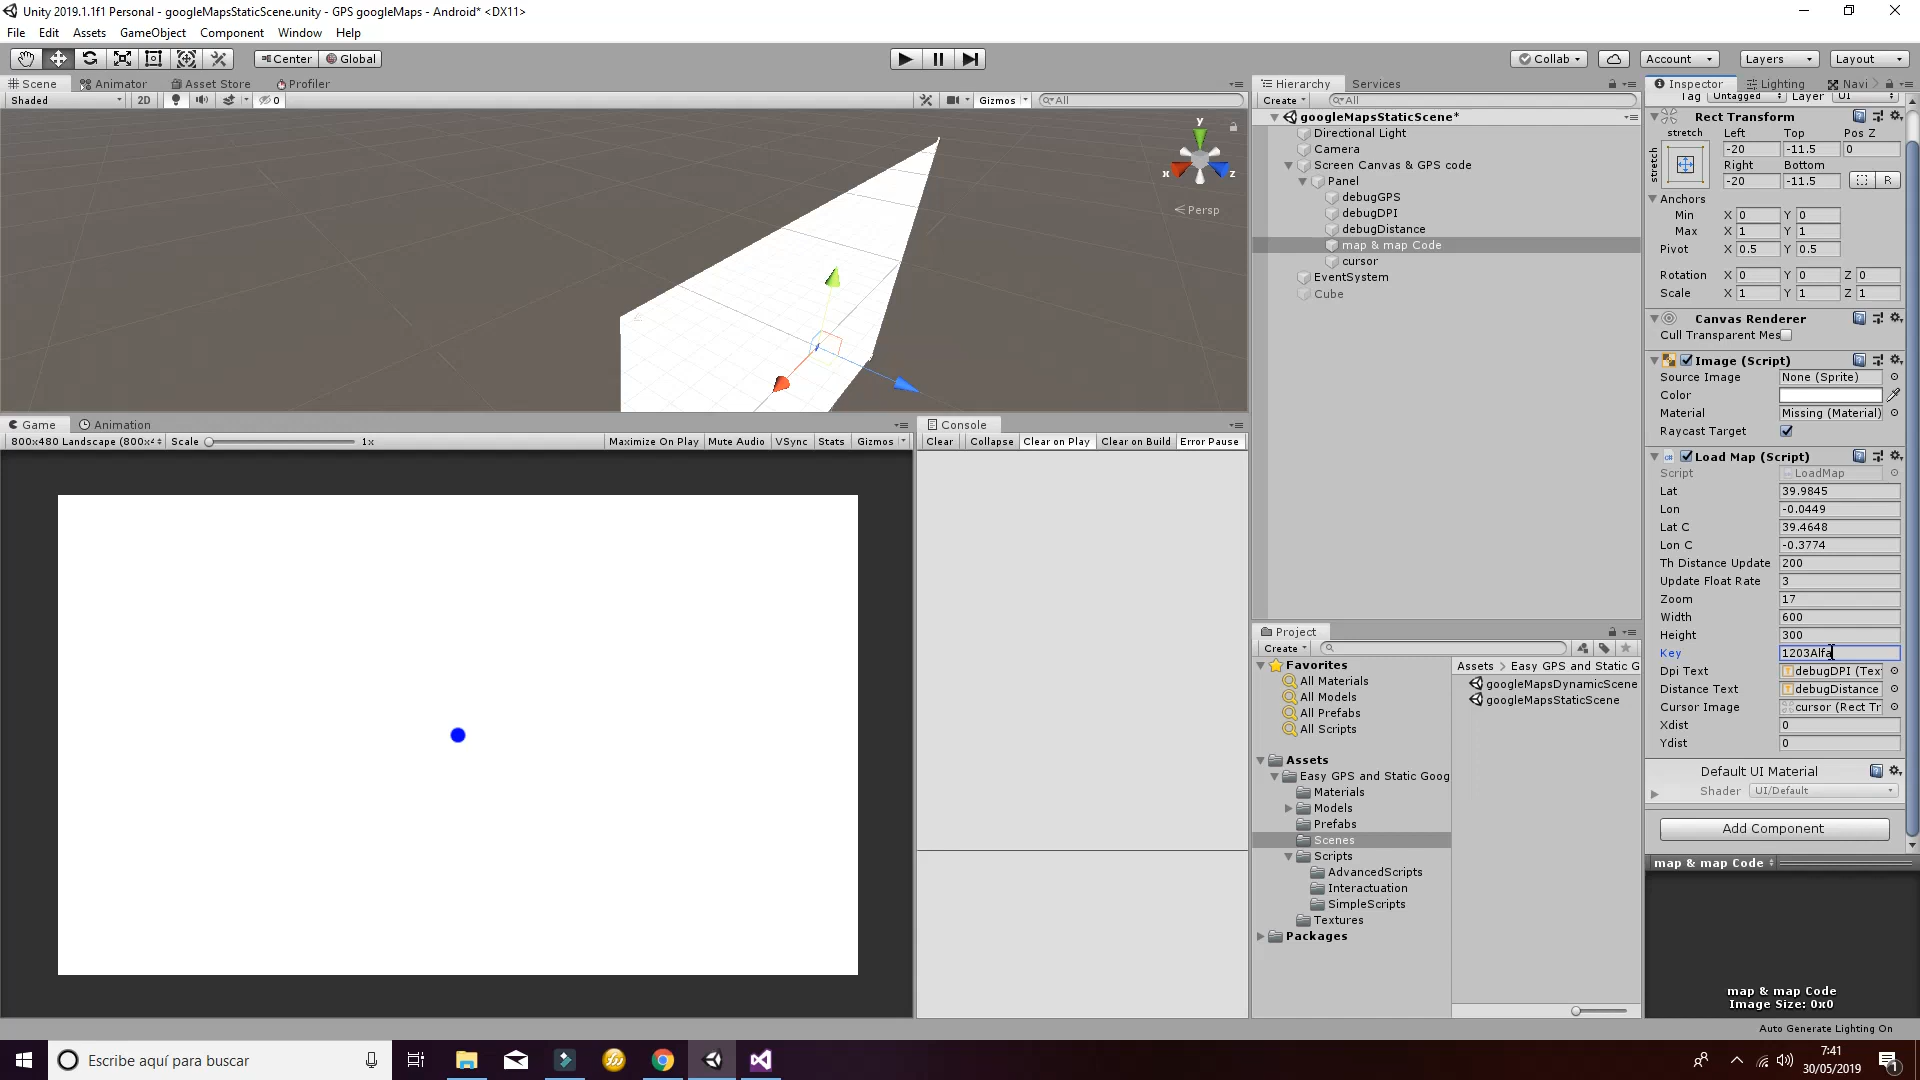 Unity 2019.1.1f1 Personal - googleMapsStaticScene.unity - GPS googleMaps - Android* <DX11>
File Edit Assets GameObject Component Window Help
Center Global Collab Account Layers Layout
Scene Animator Asset Store Profiler
Shaded 2D 0 Gizmos All
y
x z
Persp
Game Animation
800x480 Landscape (800x4 Scale 1x Maximize On Play Mute Audio VSync Stats Gizmos
Console
Clear Collapse Clear on Play Clear on Build Error Pause
Hierarchy Services
Create All
googleMapsStaticScene*
Directional Light
Camera
Screen Canvas & GPS code
Panel
debugGPS
debugDPI
debugDistance
map & map Code
cursor
EventSystem
Cube
Project
Create
Favorites
All Materials
All Models
All Prefabs
All Scripts
Assets
Easy GPS and Static Goog
Materials
Models
Prefabs
Scenes
Scripts
AdvancedScripts
Interactuation
SimpleScripts
Textures
Packages
Assets Easy GPS and Static G
googleMapsDynamicScene
googleMapsStaticScene
Inspector Lighting Navi
Tag Untagged Layer UI
Rect Transform
stretch Left Top Pos Z
stretch -20 -11.5 0
Right Bottom
-20 -11.5 R
Anchors
Min X 0 Y 0
Max X 1 Y 1
Pivot X 0.5 Y 0.5
Rotation X 0 Y 0 Z 0
Scale X 1 Y 1 Z 1
Canvas Renderer
Cull Transparent Mes
Image (Script)
Source Image None (Sprite)
Color
Material Missing (Material)
Raycast Target
Load Map (Script)
Script LoadMap
Lat 39.9845
Lon -0.0449
Lat C 39.4648
Lon C -0.3774
Th Distance Update 200
Update Float Rate 3
Zoom 17
Width 600
Height 300
Key 1203Alfa
Dpi Text debugDPI (Tex
Distance Text debugDistance
Cursor Image cursor (Rect Tr
Xdist 0
Ydist 0
Default UI Material
Shader UI/Default
Add Component
map & map Code
map & map Code
Image Size: 0x0
Auto Generate Lighting On
Escribe aquí para buscar
7:41
30/05/2019
1